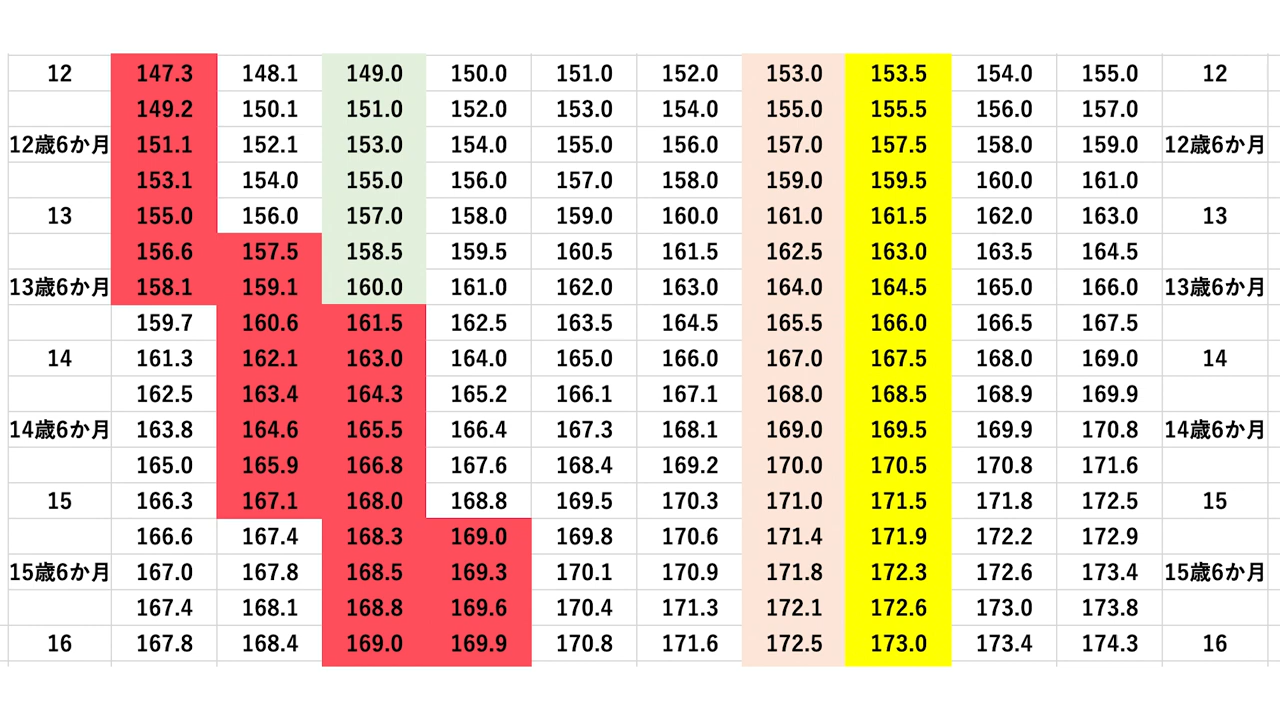 12 147.3 148.1 149.0 150.0 151.0 152.0 153.0 153.5 154.0 155.0 12
149.2 150.1 151.0 152.0 153.0 154.0 155.0 155.5 156.0 157.0
12歳6か月 151.1 152.1 153.0 154.0 155.0 156.0 157.0 157.5 158.0 159.0 12歳6か月
153.1 154.0 155.0 156.0 157.0 158.0 159.0 159.5 160.0 161.0
13 155.0 156.0 157.0 158.0 159.0 160.0 161.0 161.5 162.0 163.0 13
156.6 157.5 158.5 159.5 160.5 161.5 162.5 163.0 163.5 164.5
13歳6か月 158.1 159.1 160.0 161.0 162.0 163.0 164.0 164.5 165.0 166.0 13歳6か月
159.7 160.6 161.5 162.5 163.5 164.5 165.5 166.0 166.5 167.5
14 161.3 162.1 163.0 164.0 165.0 166.0 167.0 167.5 168.0 169.0 14
162.5 163.4 164.3 165.2 166.1 167.1 168.0 168.5 168.9 169.9
14歳6か月 163.8 164.6 165.5 166.4 167.3 168.1 169.0 169.5 169.9 170.8 14歳6か月
165.0 165.9 166.8 167.6 168.4 169.2 170.0 170.5 170.8 171.6
15 166.3 167.1 168.0 168.8 169.5 170.3 171.0 171.5 171.8 172.5 15
166.6 167.4 168.3 169.0 169.8 170.6 171.4 171.9 172.2 172.9
15歳6か月 167.0 167.8 168.5 169.3 170.1 170.9 171.8 172.3 172.6 173.4 15歳6か月
167.4 168.1 168.8 169.6 170.4 171.3 172.1 172.6 173.0 173.8
16 167.8 168.4 169.0 169.9 170.8 171.6 172.5 173.0 173.4 174.3 16